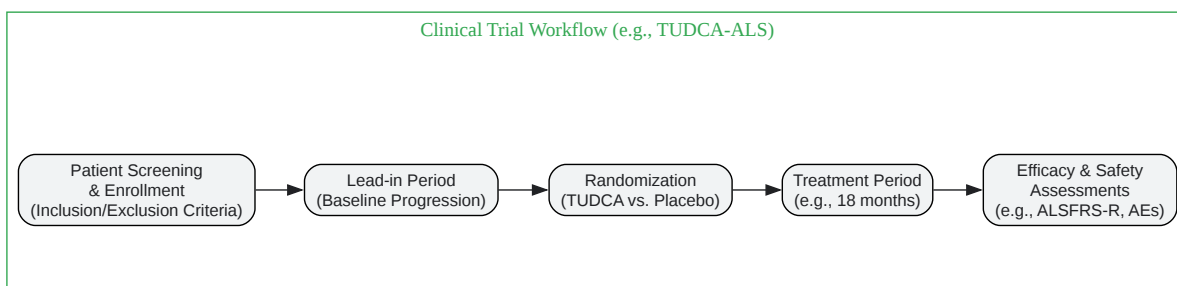 Clinical Trial Workflow (e.g., TUDCA-ALS)
Patient Screening
& Enrollment
(Inclusion/Exclusion Criteria)
Lead-in Period
(Baseline Progression)
Randomization
(TUDCA vs. Placebo)
Treatment Period
(e.g., 18 months)
Efficacy & Safety
Assessments
(e.g., ALSFRS-R, AEs)